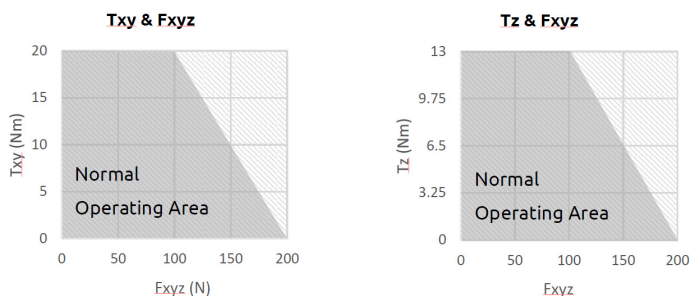 Txy & Fxyz
20
15
10
5
0
Txy (Nm)
Normal
Operating Area
0 50 100 150 200
Fxyz (N)
Tz & Fxyz
13
9.75
6.5
3.25
0
Tz (Nm)
Normal
Operating Area
0 50 100 150 200
Fxyz